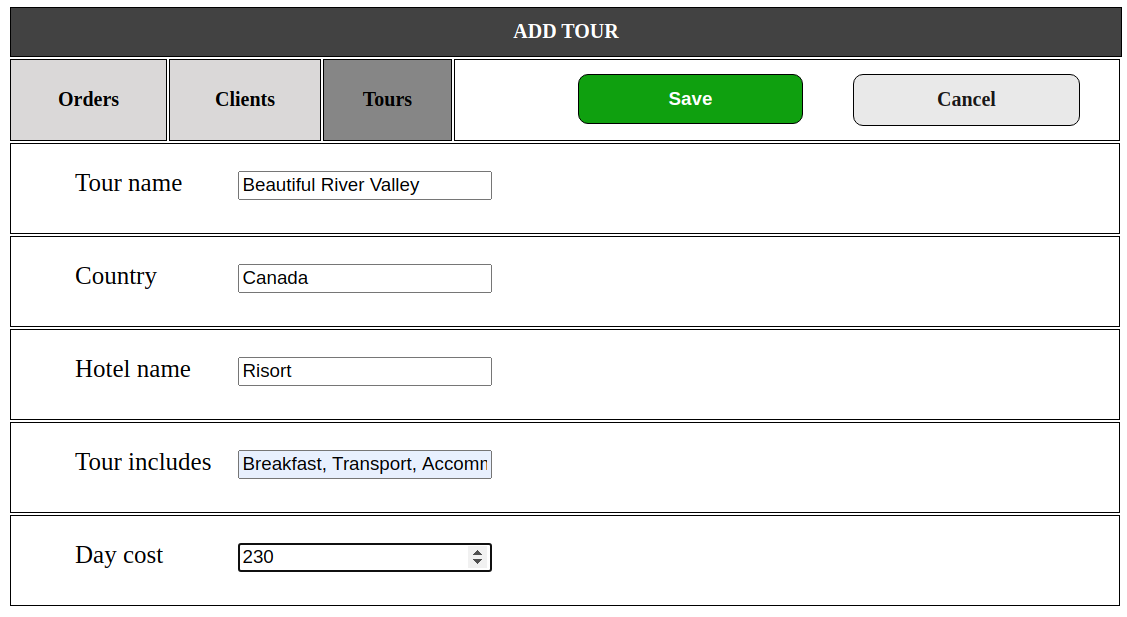 ADD TOUR
Orders Clients Tours Save Cancel
Tour name Beautiful River Valley
Country Canada
Hotel name Risort
Tour includes Breakfast, Transport,
Day cost 230